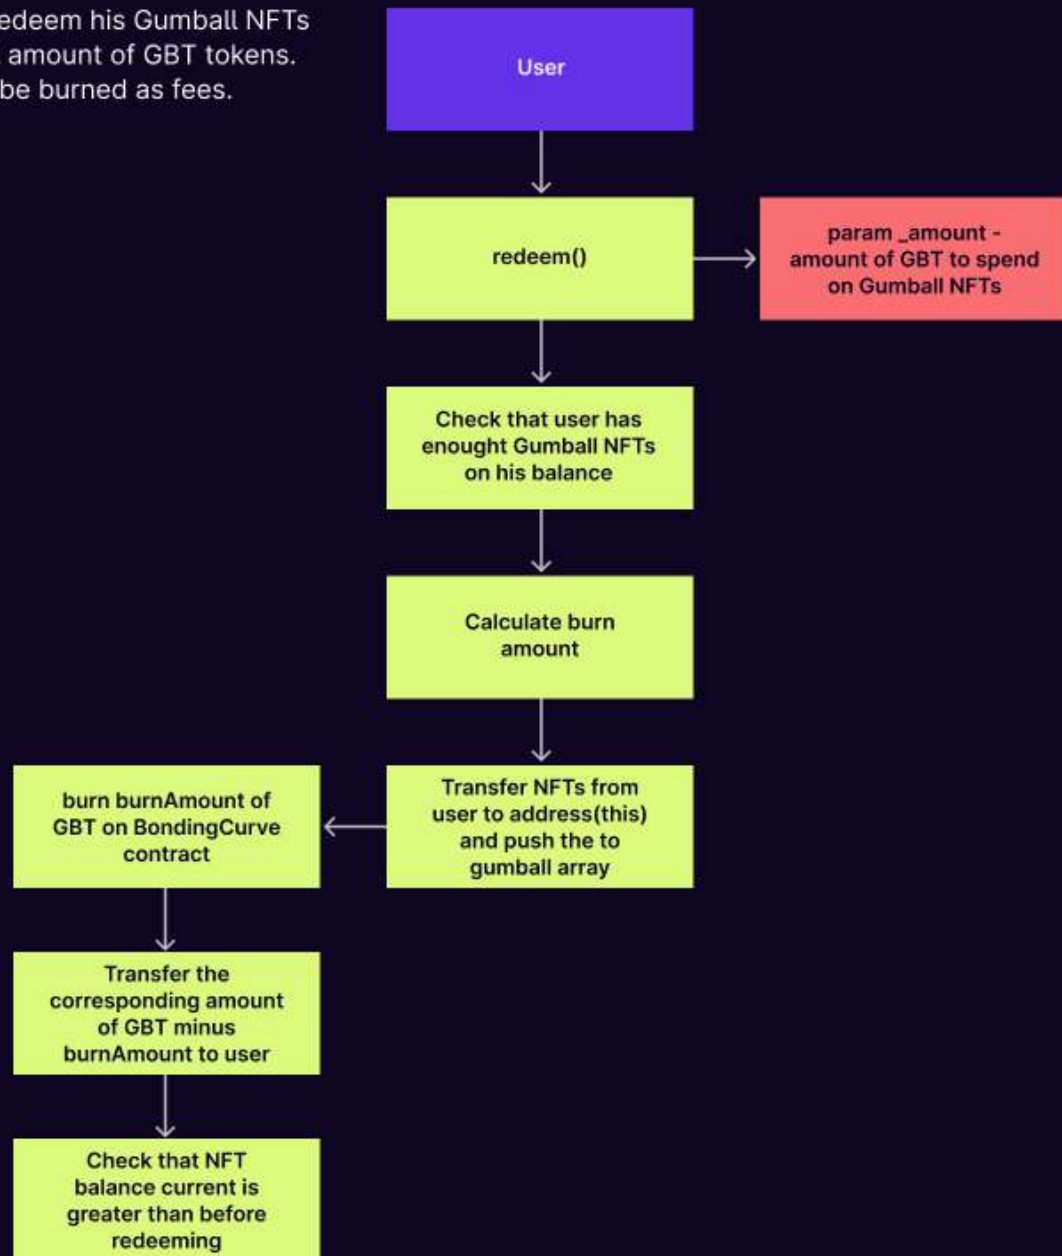 edeem his Gumball NFTs
amount of GBT tokens.
be burned as fees.
User
redeem()
param _amount -
amount of GBT to spend
on Gumball NFTs
Check that user has
enought Gumball NFTs
on his balance
Calculate burn
amount
Transfer NFTs from
user to address(this)
and push the to
gumball array
burn burnAmount of
GBT on BondingCurve
contract
Transfer the
corresponding amount
of GBT minus
burnAmount to user
Check that NFT
balance current is
greater than before
redeeming